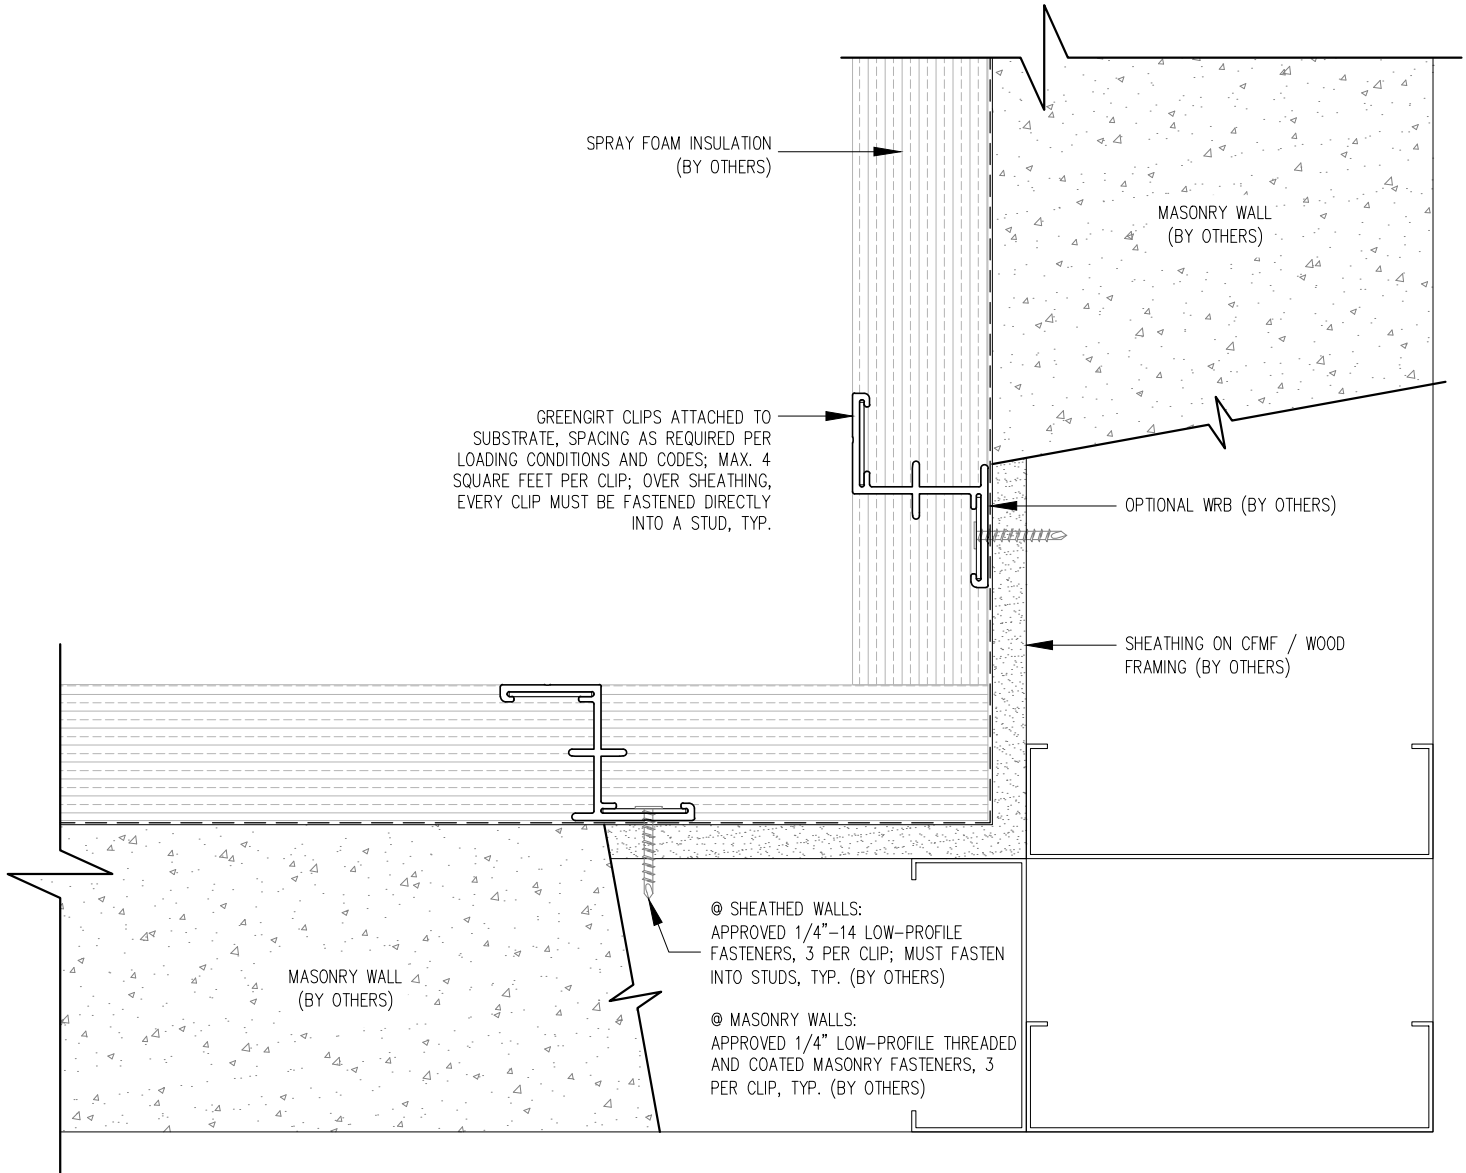 SPRAY FOAM INSULATION
(BY OTHERS)
MASONRY WALL
(BY OTHERS)
GREENGIRT CLIPS ATTACHED TO
SUBSTRATE, SPACING AS REQUIRED PER
LOADING CONDITIONS AND CODES; MAX. 4
SQUARE FEET PER CLIP; OVER SHEATHING,
EVERY CLIP MUST BE FASTENED DIRECTLY
INTO A STUD, TYP.
OPTIONAL WRB (BY OTHERS)
SHEATHING ON CFMF / WOOD
FRAMING (BY OTHERS)
@ SHEATHED WALLS:
APPROVED 1/4"-14 LOW-PROFILE
FASTENERS, 3 PER CLIP; MUST FASTEN
INTO STUDS, TYP. (BY OTHERS)
@ MASONRY WALLS:
APPROVED 1/4" LOW-PROFILE THREADED
AND COATED MASONRY FASTENERS, 3
PER CLIP, TYP. (BY OTHERS)
MASONRY WALL
(BY OTHERS)